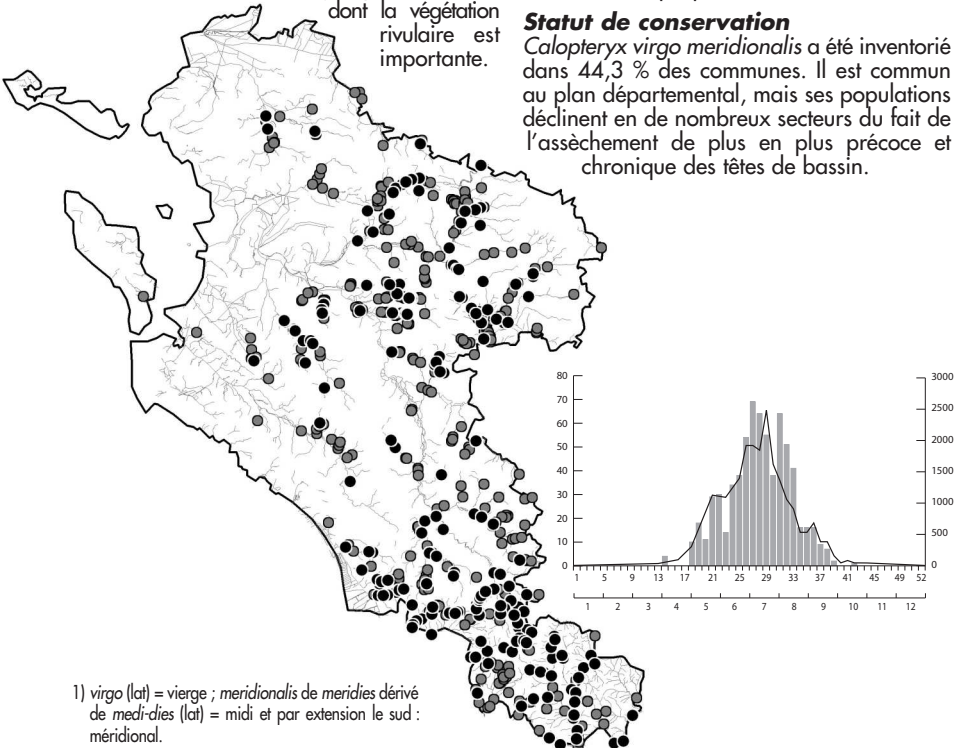 dont la végétation
rivulaire est
importante.
Statut de conservation
Calopteryx virgo meridionalis a été inventorié
dans 44,3 % des communes. Il est commun
au plan départemental, mais ses populations
déclinent en de nombreux secteurs du fait de
l'assèchement de plus en plus précoce et
chronique des têtes de bassin.
80
70
60
50
40
30
20
10
0
3000
2500
2000
1500
1000
500
0
1 5 9 13 17 21 25 29 33 37 41 45 49 52
1 2 3 4 5 6 7 8 9 10 11 12
1) virgo (lat) = vierge ; meridionalis de meridies dérivé
de medi-dies (lat) = midi et par extension le sud :
méridional.